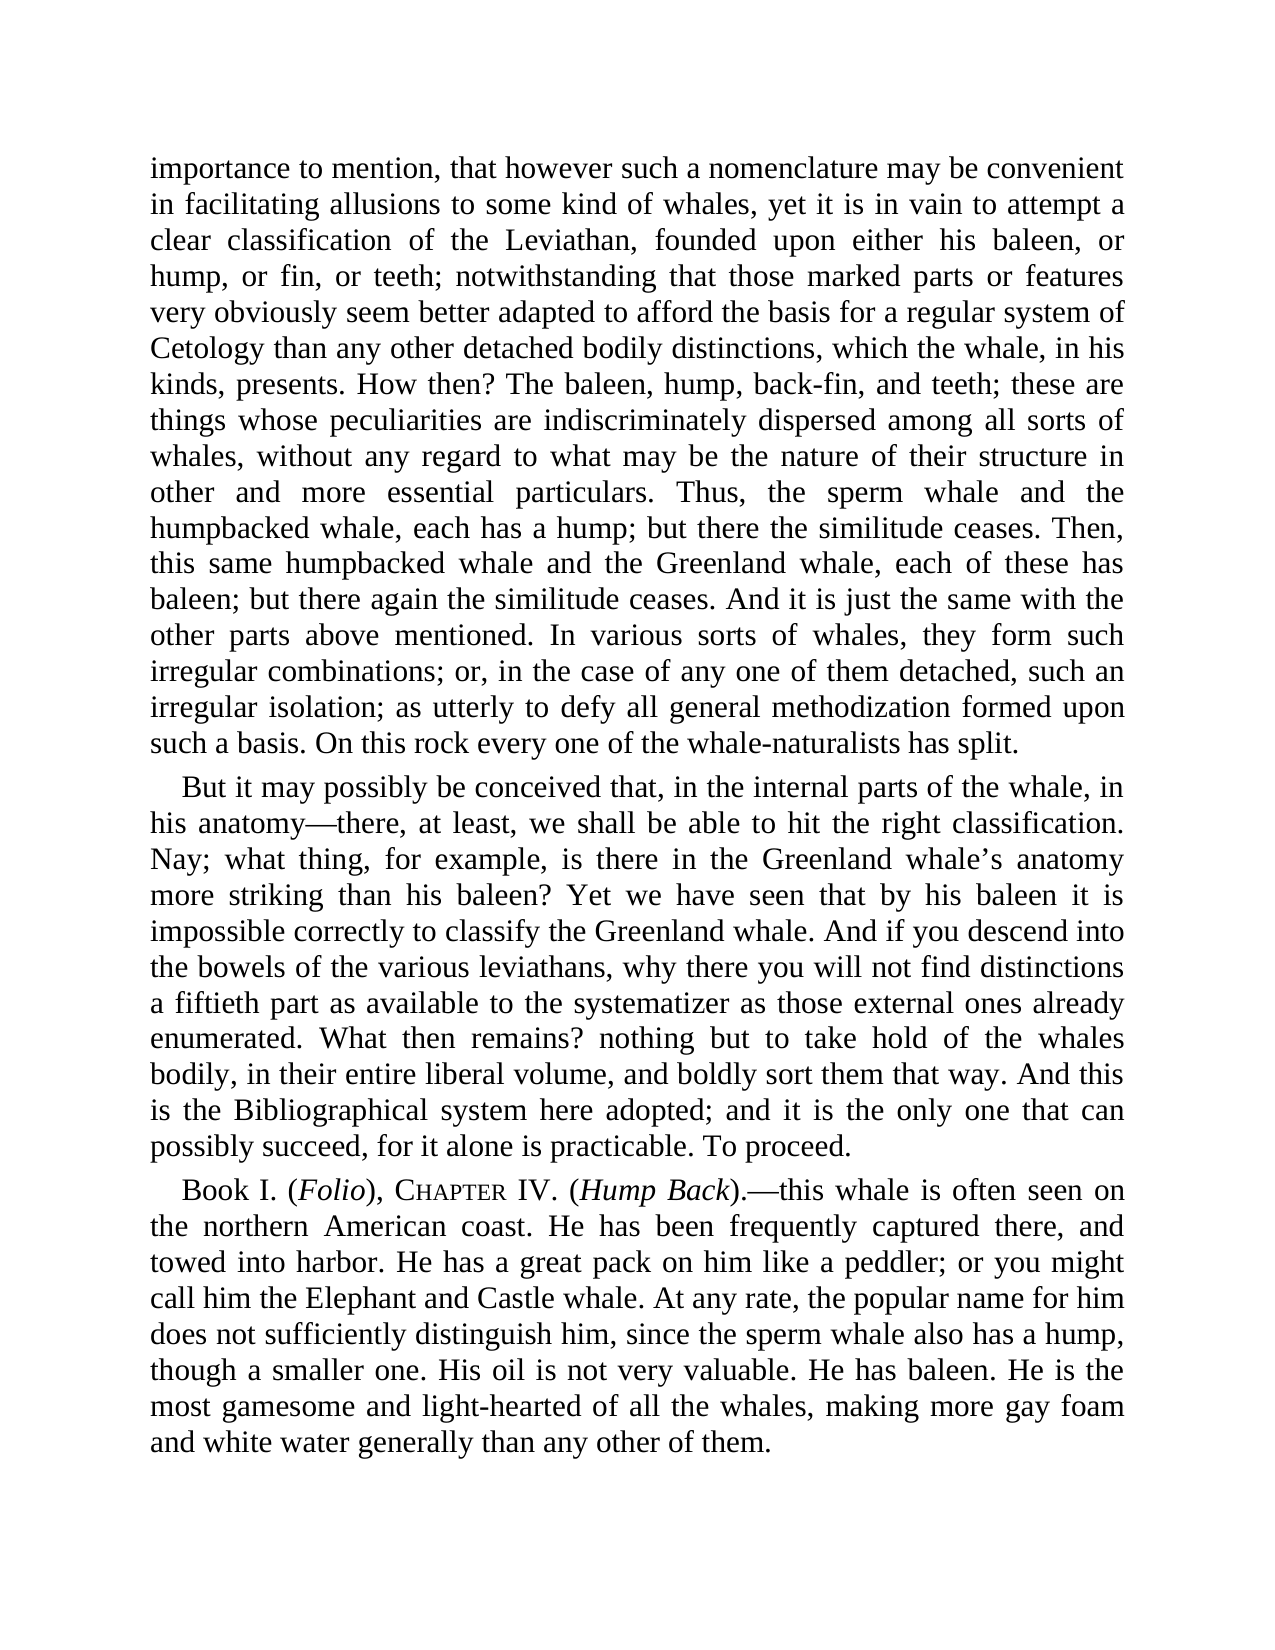 importance to mention, that however such a nomenclature may be convenient
in facilitating allusions to some kind of whales, yet it is in vain to attempt a
clear classification of the Leviathan, founded upon either his baleen, or
hump, or fin, or teeth; notwithstanding that those marked parts or features
very obviously seem better adapted to afford the basis for a regular system of
Cetology than any other detached bodily distinctions, which the whale, in his
kinds, presents. How then? The baleen, hump, back-fin, and teeth; these are
things whose peculiarities are indiscriminately dispersed among all sorts of
whales, without any regard to what may be the nature of their structure in
other and more essential particulars. Thus, the sperm whale and the
humpbacked whale, each has a hump; but there the similitude ceases. Then,
this same humpbacked whale and the Greenland whale, each of these has
baleen; but there again the similitude ceases. And it is just the same with the
other parts above mentioned. In various sorts of whales, they form such
irregular combinations; or, in the case of any one of them detached, such an
irregular isolation; as utterly to defy all general methodization formed upon
such a basis. On this rock every one of the whale-naturalists has split.
But it may possibly be conceived that, in the internal parts of the whale, in
his anatomy—there, at least, we shall be able to hit the right classification.
Nay; what thing, for example, is there in the Greenland whale’s anatomy
more striking than his baleen? Yet we have seen that by his baleen it is
impossible correctly to classify the Greenland whale. And if you descend into
the bowels of the various leviathans, why there you will not find distinctions
a fiftieth part as available to the systematizer as those external ones already
enumerated. What then remains? nothing but to take hold of the whales
bodily, in their entire liberal volume, and boldly sort them that way. And this
is the Bibliographical system here adopted; and it is the only one that can
possibly succeed, for it alone is practicable. To proceed.
Book I. (Folio), CHAPTER IV. (Hump Back).—this whale is often seen on
the northern American coast. He has been frequently captured there, and
towed into harbor. He has a great pack on him like a peddler; or you might
call him the Elephant and Castle whale. At any rate, the popular name for him
does not sufficiently distinguish him, since the sperm whale also has a hump,
though a smaller one. His oil is not very valuable. He has baleen. He is the
most gamesome and light-hearted of all the whales, making more gay foam
and white water generally than any other of them.